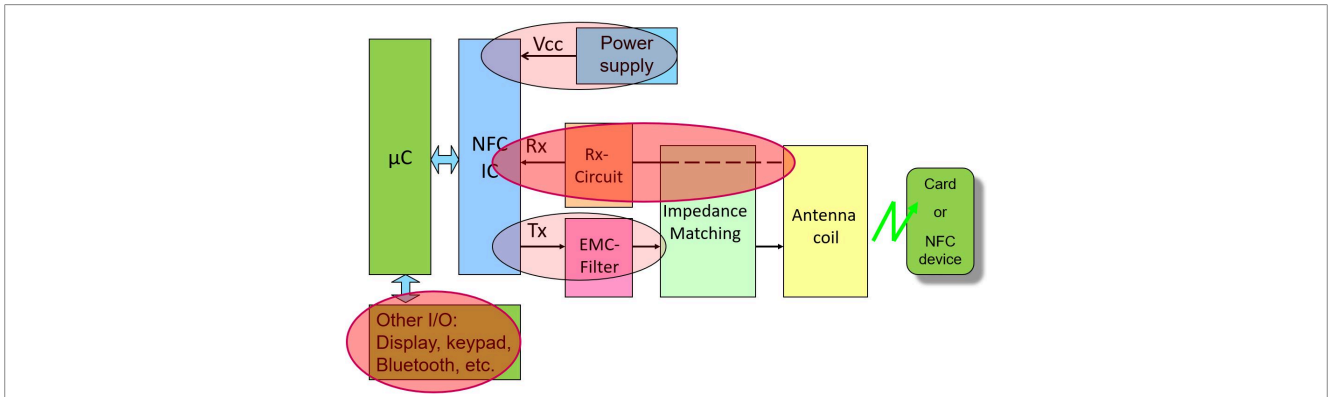 Vcc
Power
supply
µC
NFC
IC
Rx
Rx-
Circuit
Tx
EMC-
Filter
Impedance
Matching
Antenna
coil
Card
or
NFC
device
Other I/O:
Display, keypad,
Bluetooth, etc.